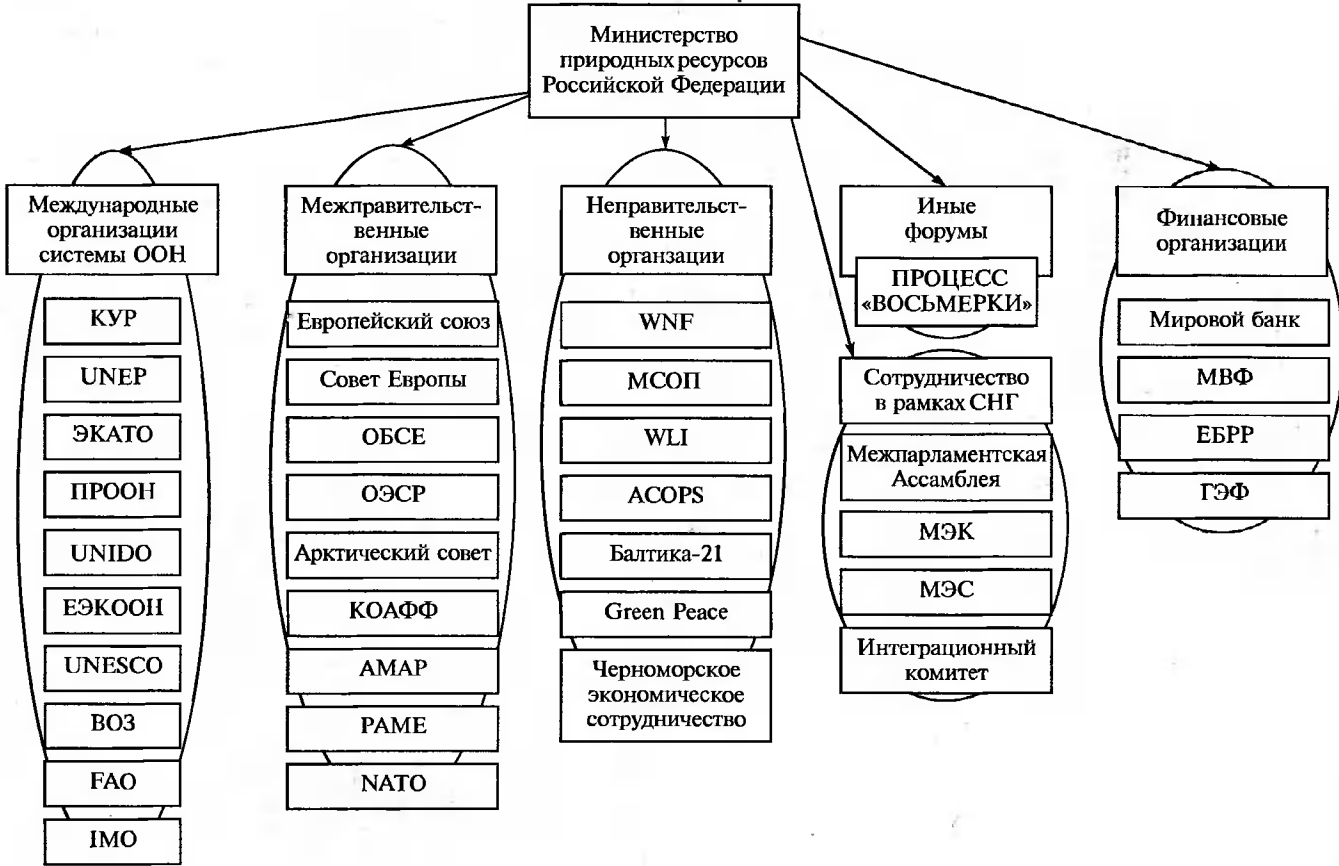 Министерство
природных ресурсов
Российской Федерации
Международные
организации
системы ООН
КУР
UNEP
ЭКАТО
ПРООН
UNIDO
ЕЭКООН
UNESCO
ВОЗ
FAO
IMO
Межправительст-
венные
организации
Европейский союз
Совет Европы
ОБСЕ
ОЭСР
Арктический совет
КОАФФ
АМАР
РАМЕ
NATO
Неправительст-
венные
органзации
WNF
МСОП
WLI
ACOPS
Балтика-21
Green Peace
Черноморское
экономическое
сотрудничество
Иные
форумы
ПРОЦЕСС
«ВОСЬМЕРКИ»
Сотрудничество
в рамках СНГ
Межпарламентская
Ассамблея
МЭК
МЭС
Интеграционный
комитет
Финансовые
организации
Мировой банк
МВФ
ЕБРР
ГЭФ